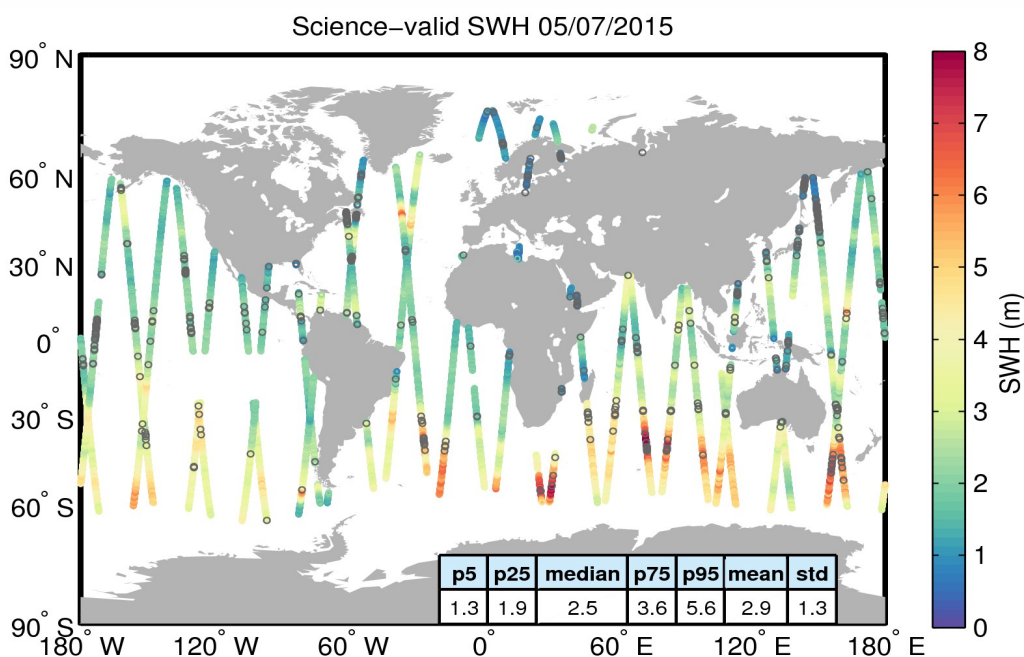 Science−valid SWH 05/07/2015
90° N
60° N
30° N
0°
30° S
60° S
90° S
180° W
120° W
60° W
0°
60° E
120° E
180° E
p5 p25 median p75 p95 mean std
1.3 1.9 2.5 3.6 5.6 2.9 1.3
8
7
6
5
4
3
2
1
0
SWH (m)